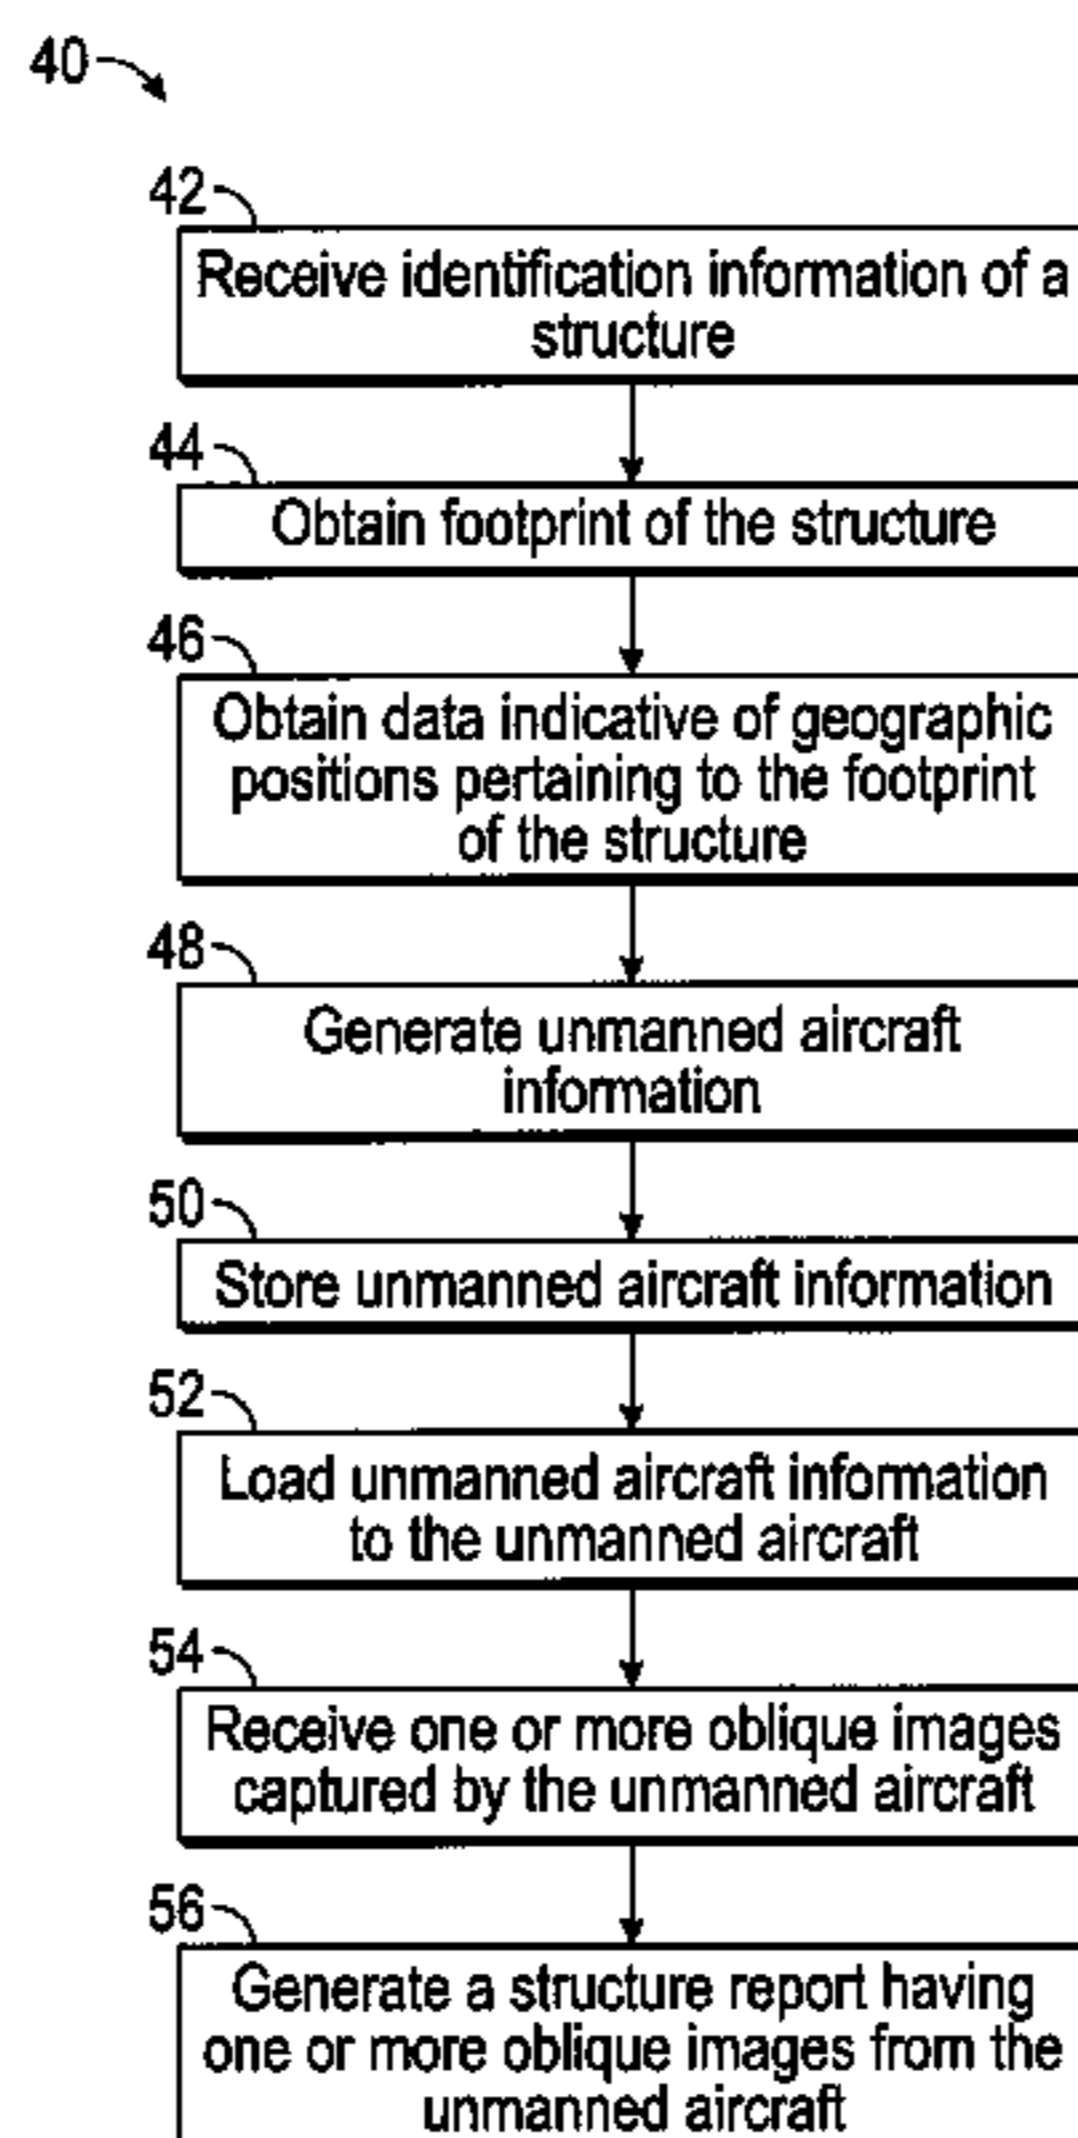 40
42
Receive identification information of a
structure
44
Obtain footprint of the structure
46
Obtain data indicative of geographic
positions pertaining to the footprint
of the structure
48
Generate unmanned aircraft
information
50
Store unmanned aircraft information
52
Load unmanned aircraft information
to the unmanned aircraft
54
Receive one or more oblique images
captured by the unmanned aircraft
56
Generate a structure report having
one or more oblique images from the
unmanned aircraft